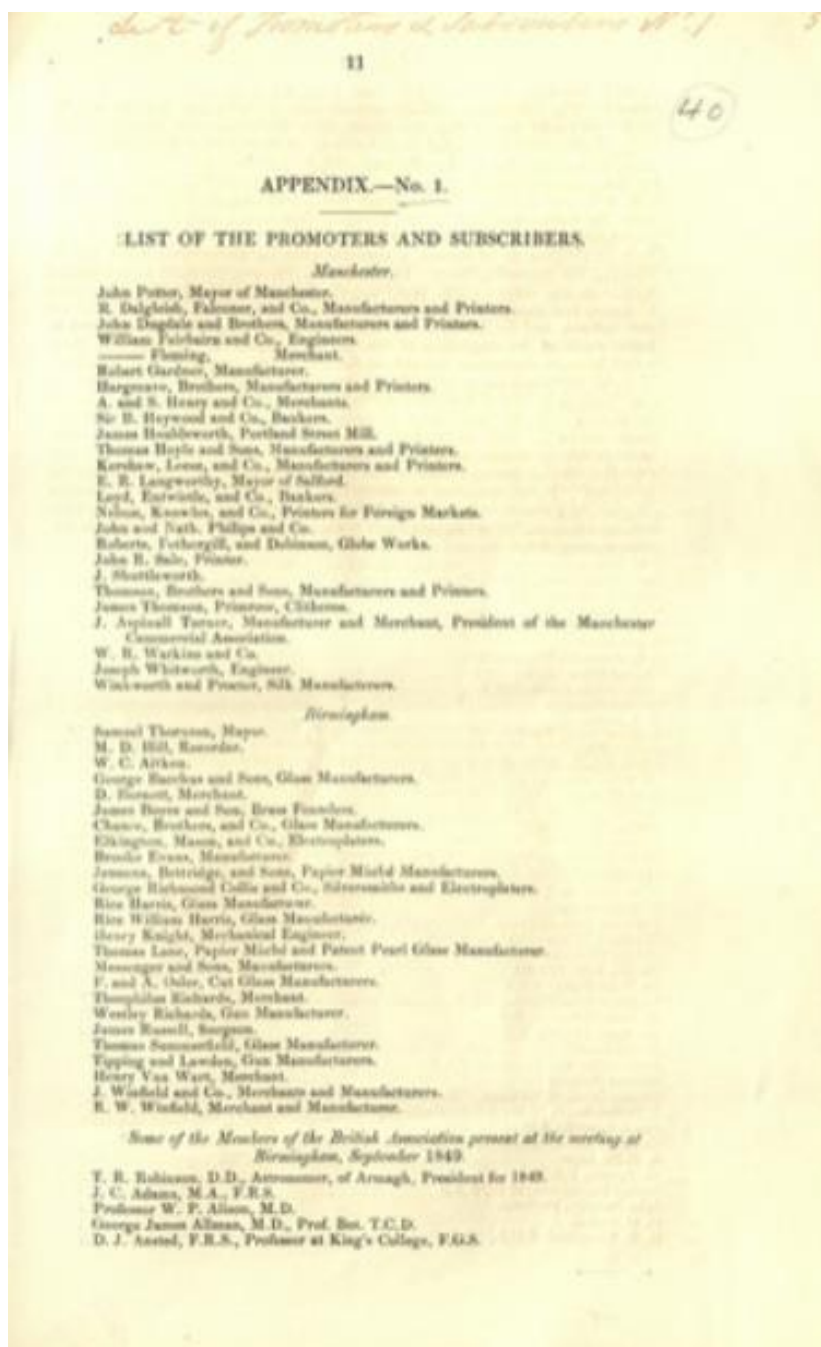 List of Promoters & Subscribers No. 1
11
40
APPENDIX.—No. 1.
LIST OF THE PROMOTERS AND SUBSCRIBERS.
Manchester.
John Potter, Mayor of Manchester.
R. Dalglish, Falconer, and Co., Manufacturers and Printers.
John Dugdale and Brothers, Manufacturers and Printers.
William Fairbairn and Co., Engineers.
——— Fleming, Merchant.
Robert Gardner, Manufacturer.
Hargreave, Brothers, Manufacturers and Printers.
A. and S. Henry and Co., Merchants.
Sir B. Heywood and Co., Bankers.
James Houldsworth, Portland Street Mill.
Thomas Hoyle and Sons, Manufacturers and Printers.
Kershaw, Leese, and Co., Manufacturers and Printers.
E. R. Langworthy, Mayor of Salford.
Loyd, Entwistle, and Co., Bankers.
Nelson, Knowles, and Co., Printers for Foreign Markets.
John and Nath. Philips and Co.
Roberts, Fothergill, and Dobinson, Globe Works.
John B. Sale, Printer.
J. Shuttleworth.
Thomson, Brothers and Sons, Manufacturers and Printers.
James Thomson, Primrose, Clitheroe.
J. Aspinall Turner, Manufacturer and Merchant, President of the Manchester
Commercial Association.
W. B. Watkins and Co.
Joseph Whitworth, Engineer.
Winkworth and Procter, Silk Manufacturers.
Birmingham.
Samuel Thornton, Mayor.
M. D. Hill, Recorder.
W. C. Aitken.
George Bacchus and Sons, Glass Manufacturers.
D. Barnett, Merchant.
James and Son, Brass Founders.
Chance, Brothers, and Co., Glass Manufacturers.
Elkington, Mason, and Co., Electroplaters.
Brooke Evans, Manufacturer.
Jennens, Bettridge, and Sons, Papier Maché Manufacturers.
George Richmond Collis and Co., Silversmiths and Electroplaters.
Rice Harris, Glass Manufacturer.
Rice William Harris, Glass Manufacturer.
Henry Knight, Mechanical Engineer.
Thomas Lane, Papier Maché and Patent Pearl Glass Manufacturer.
Messenger and Sons, Manufacturers.
F. and A. Osler, Cut Glass Manufacturers.
Theophilus Richards, Merchant.
Westley Richards, Gun Manufacturer.
James Russell, Surgeon.
Thomas Summerfield, Glass Manufacturer.
Tipping and Lawden, Gun Manufacturers.
Henry Van Wart, Merchant.
J. Winfield and Co., Merchants and Manufacturers.
R. W. Winfield, Merchant and Manufacturer.
Some of the Members of the British Association present at the meeting at
Birmingham, September 1849.
T. R. Robinson, D.D., Astronomer, of Armagh, President for 1849.
J. C. Adams, M.A., F.R.S.
Professor W. P. Alison, M.D.
George James Allman, M.D., Prof. Bot. T.C.D.
D. J. Ansted, F.R.S., Professor at King's College, F.G.S.